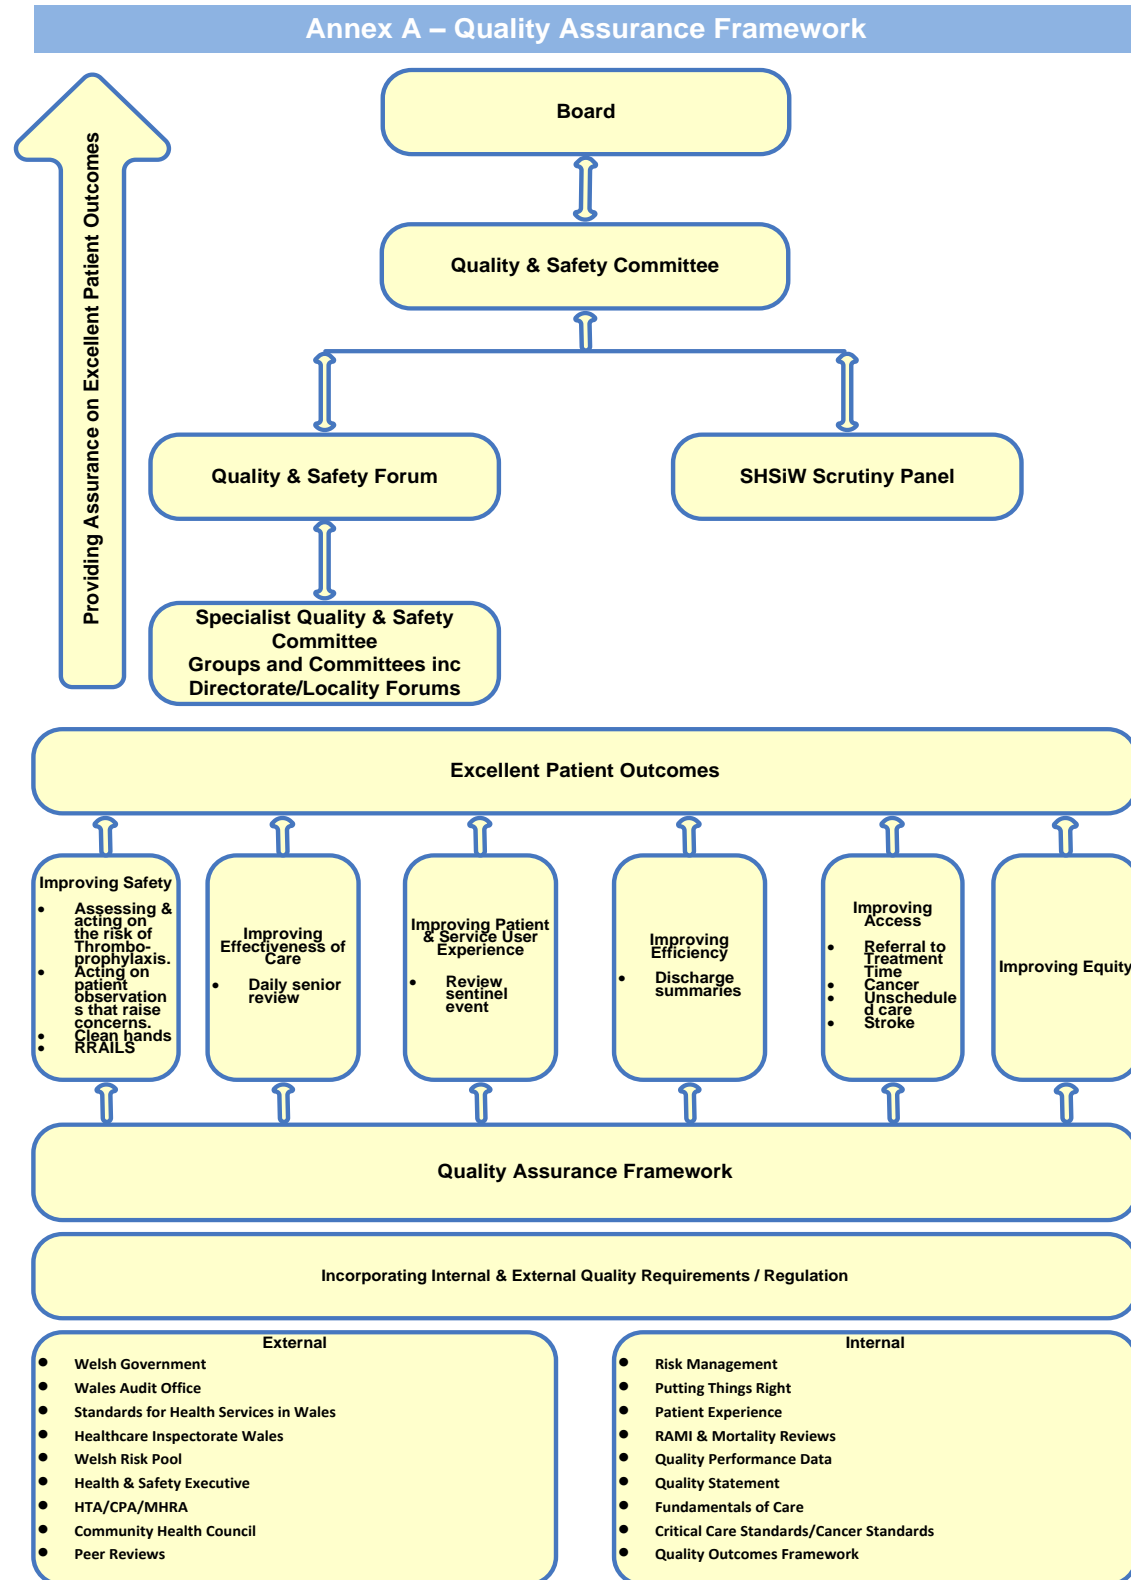 Annex A – Quality Assurance Framework
Providing Assurance on Excellent Patient Outcomes
Board
Quality & Safety Committee
Quality & Safety Forum
SHSiW Scrutiny Panel
Specialist Quality & Safety
Committee
Groups and Committees inc
Directorate/Locality Forums
Excellent Patient Outcomes
Improving Safety
• Assessing &
acting on
the risk of
Thrombo-
prophylaxis.
• Acting on
patient
observation
s that raise
concerns.
• Clean hands
• RRAILS
Improving
Effectiveness of
Care
• Daily senior
review
Improving Patient
& Service User
Experience
• Review
sentinel
event
Improving
Efficiency
• Discharge
summaries
Improving
Access
• Referral to
Treatment
Time
• Cancer
• Unschedule
d care
• Stroke
Improving Equity
Quality Assurance Framework
Incorporating Internal & External Quality Requirements / Regulation
External
• Welsh Government
• Wales Audit Office
• Standards for Health Services in Wales
• Healthcare Inspectorate Wales
• Welsh Risk Pool
• Health & Safety Executive
• HTA/CPA/MHRA
• Community Health Council
• Peer Reviews
Internal
• Risk Management
• Putting Things Right
• Patient Experience
• RAMI & Mortality Reviews
• Quality Performance Data
• Quality Statement
• Fundamentals of Care
• Critical Care Standards/Cancer Standards
• Quality Outcomes Framework